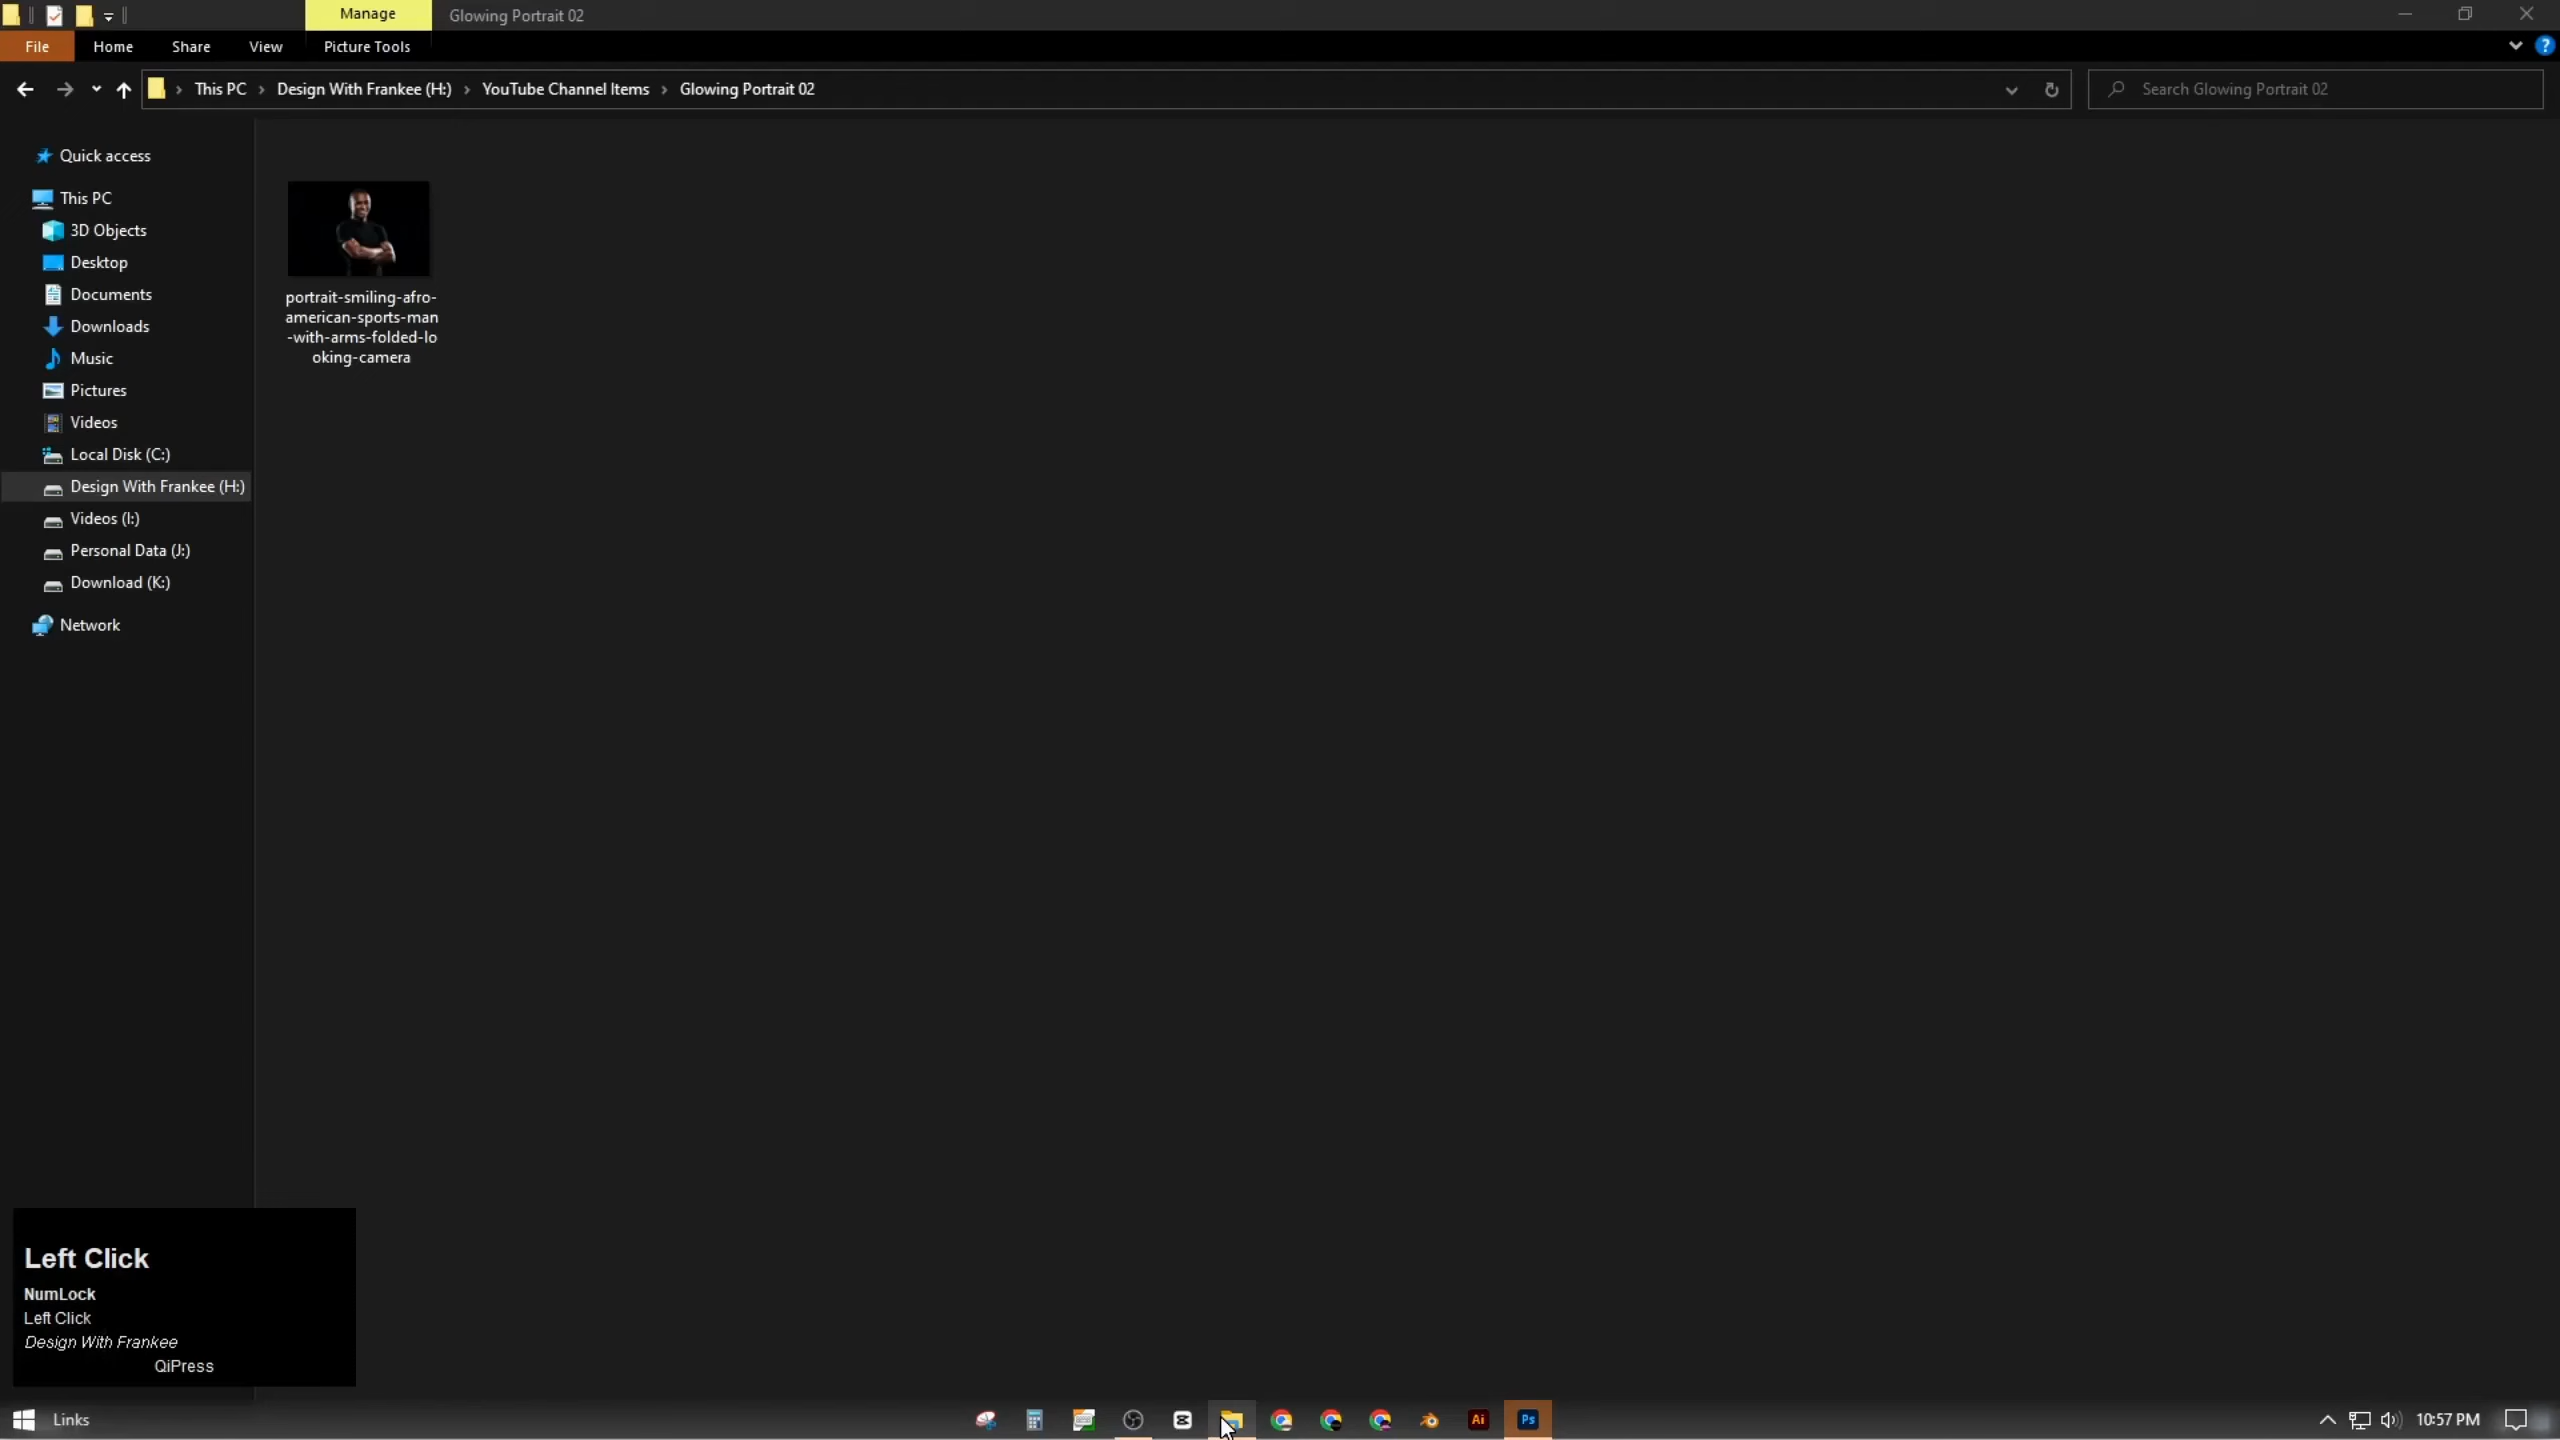 Manage
Glowing Portrait 02
File
Home
Share
View
Picture Tools
This PC
Design With Frankee (H:)
YouTube Channel Items
Glowing Portrait 02
Search Glowing Portrait 02
Quick access
This PC
3D Objects
Desktop
Documents
Downloads
Music
Pictures
Videos
Local Disk (C:)
Design With Frankee (H:)
Videos (I:)
Personal Data (J:)
Download (K:)
Network
portrait-smiling-afro-
american-sports-man
-with-arms-folded-lo
oking-camera
Left Click
NumLock
Left Click
Design With Frankee
QiPress
Links
Ai
Ps
10:57 PM